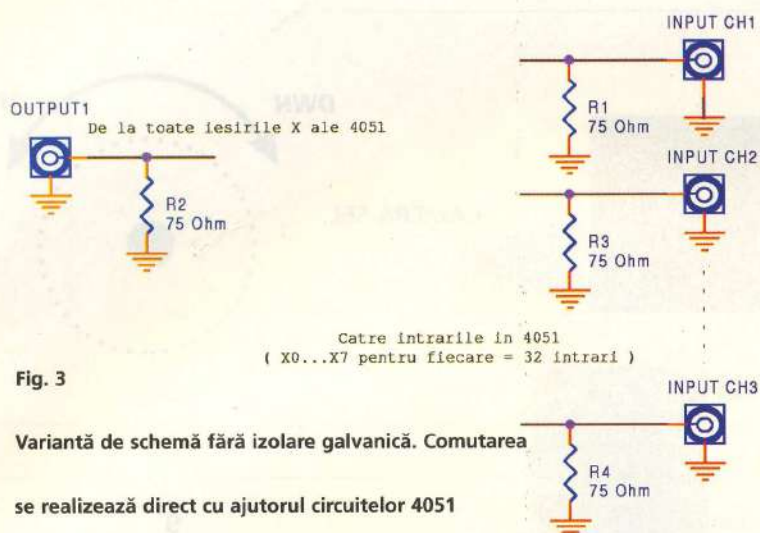 INPUT CH1
R1
75 Ohm
OUTPUT1
De la toate iesirile X ale 4051
R2
75 Ohm
INPUT CH2
R3
75 Ohm
Catre intrarile in 4051
( X0...X7 pentru fiecare = 32 intrari )
Fig. 3
INPUT CH3
Variantă de schemă fără izolare galvanică. Comutarea
se realizează direct cu ajutorul circuitelor 4051
R4
75 Ohm